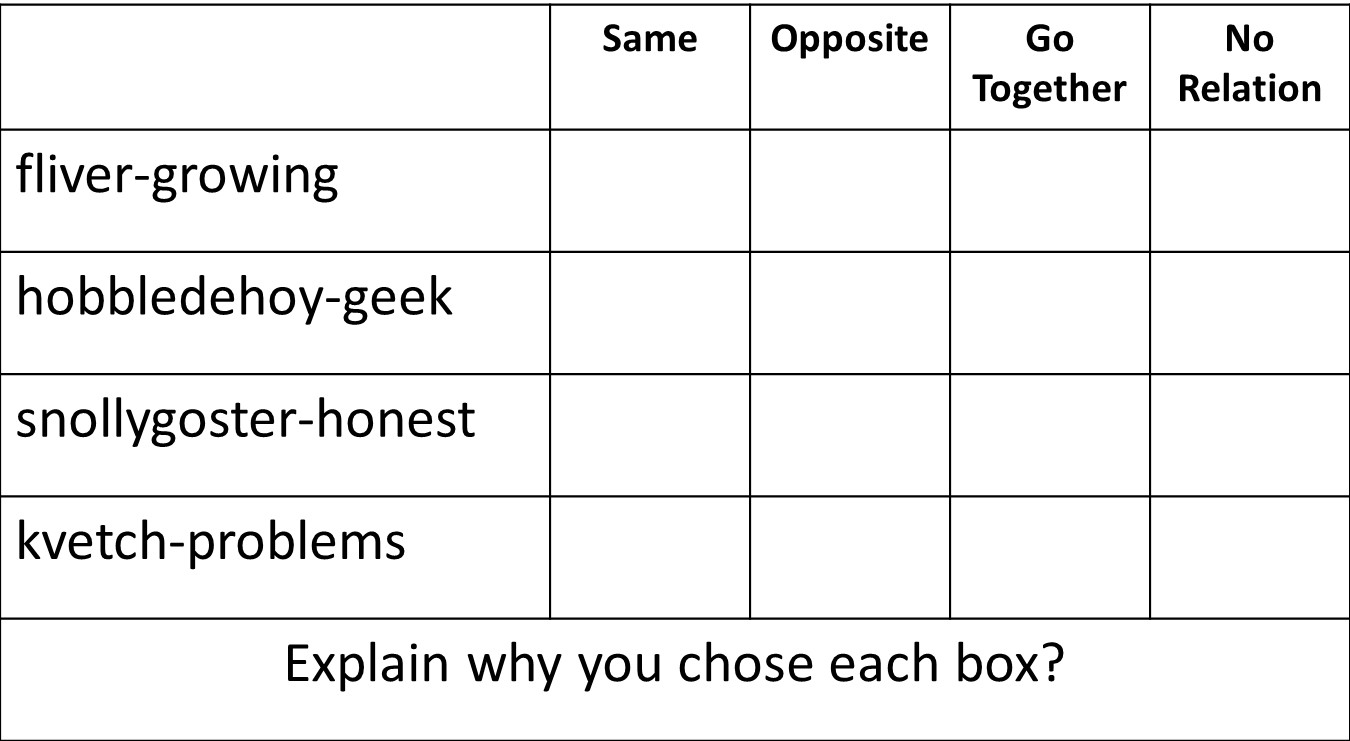 Same Opposite Go Together No Relation
fliver-growing
hobbledehoy-geek
snollygoster-honest
kvetch-problems
Explain why you chose each box?